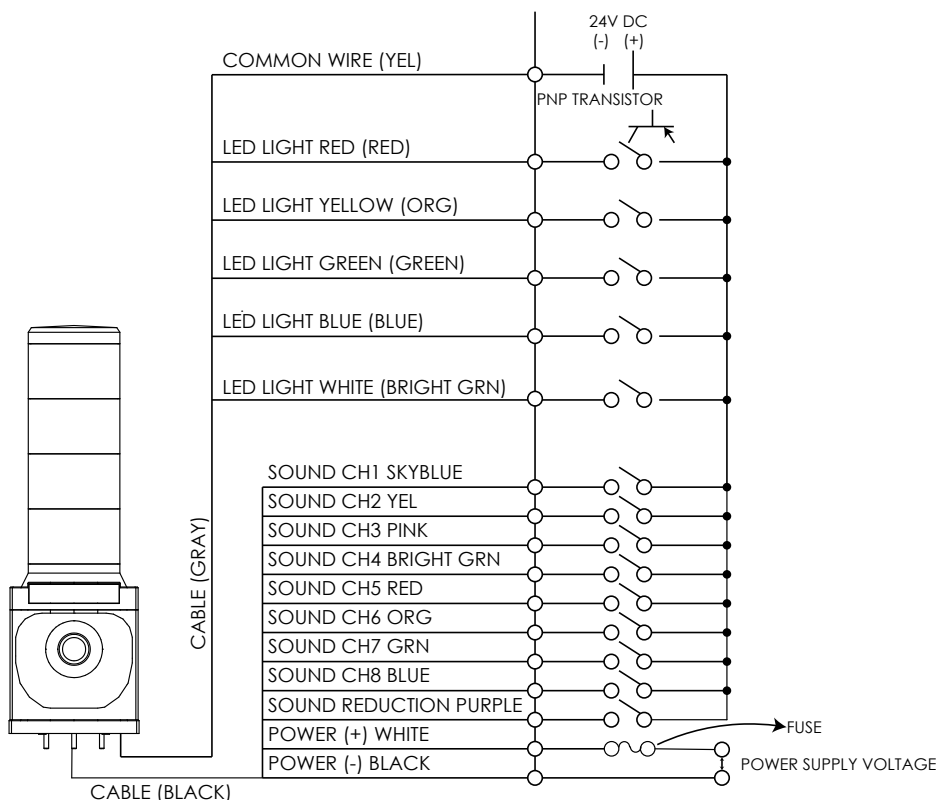 24V DC
(-) (+)
COMMON WIRE (YEL)
PNP TRANSISTOR
LED LIGHT RED (RED)
LED LIGHT YELLOW (ORG)
LED LIGHT GREEN (GREEN)
LED LIGHT BLUE (BLUE)
LED LIGHT WHITE (BRIGHT GRN)
SOUND CH1 SKYBLUE
SOUND CH2 YEL
SOUND CH3 PINK
SOUND CH4 BRIGHT GRN
SOUND CH5 RED
SOUND CH6 ORG
SOUND CH7 GRN
SOUND CH8 BLUE
SOUND REDUCTION PURPLE
POWER (+) WHITE
FUSE
POWER (-) BLACK
POWER SUPPLY VOLTAGE
CABLE (GRAY)
CABLE (BLACK)